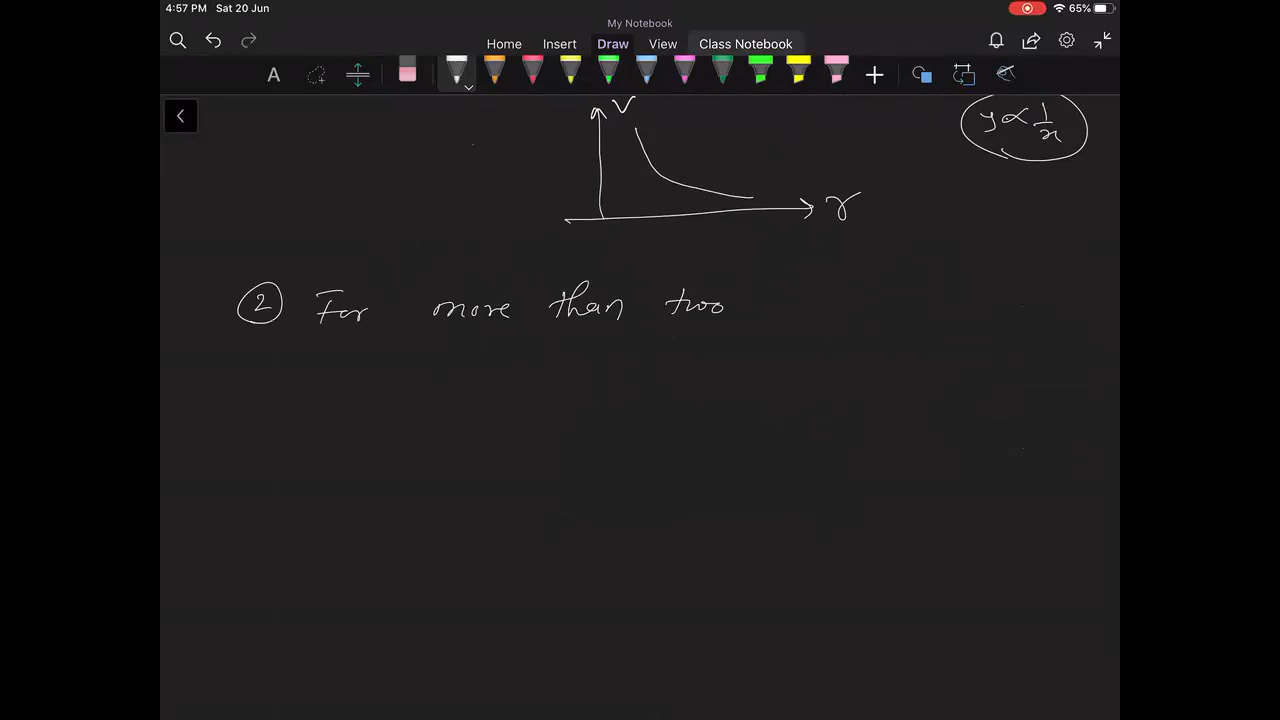 4:57 PM Sat 20 Jun
65%
My Notebook
Home Insert Draw View Class Notebook
A
V
y ∝ 1/x
r
② For more than two